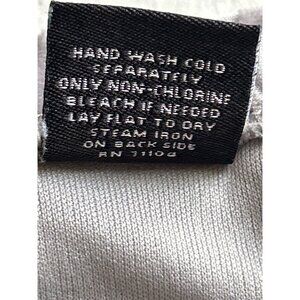 HAND WASH COLD
SEPARATELY
ONLY NON-CHLORINE
BLEACH IF NEEDED
LAY FLAT TO DRY
STEAM IRON
ON BACK SIDE
RN